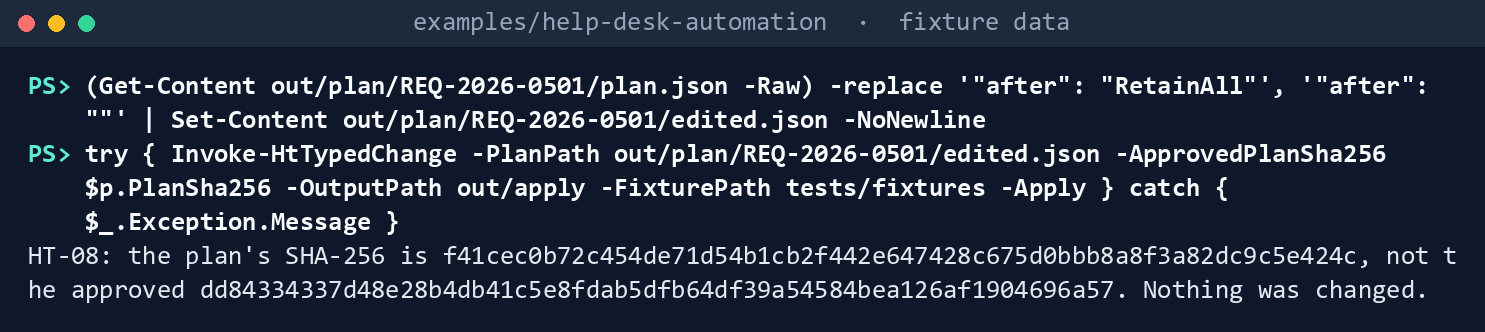 examples/help-desk-automation · fixture data
PS> (Get-Content out/plan/REQ-2026-0501/plan.json -Raw) -replace '"after": "RetainAll"', '"after":
""' | Set-Content out/plan/REQ-2026-0501/edited.json -NoNewline
PS> try { Invoke-HtTypedChange -PlanPath out/plan/REQ-2026-0501/edited.json -ApprovedPlanSha256
$p.PlanSha256 -OutputPath out/apply -FixturePath tests/fixtures -Apply } catch {
$_.Exception.Message }
HT-08: the plan's SHA-256 is f41cec0b72c454de71d54b1cb2f442e647428c675d0bbb8a8f3a82dc9c5e424c, not t
he approved dd84334337d48e28b4db41c5e8fdab5dfb64df39a54584bea126af1904696a57. Nothing was changed.